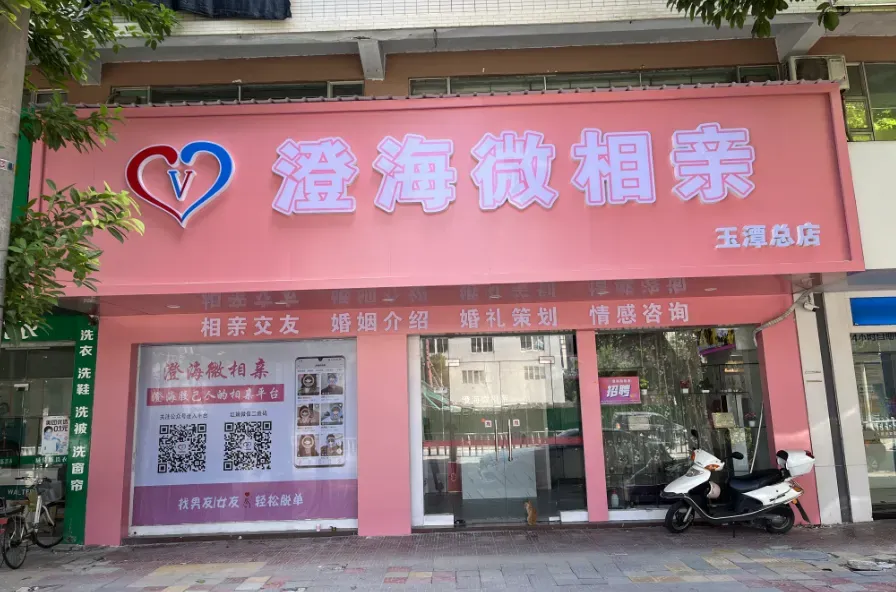 V
澄海微相亲
玉潭总店
相亲交友 婚姻介绍 婚礼策划 情感咨询
澄海微相亲
澄海胶己人的相亲平台
找男友/女友 轻松脱单
招聘
洗衣 洗鞋 洗被 洗窗帘